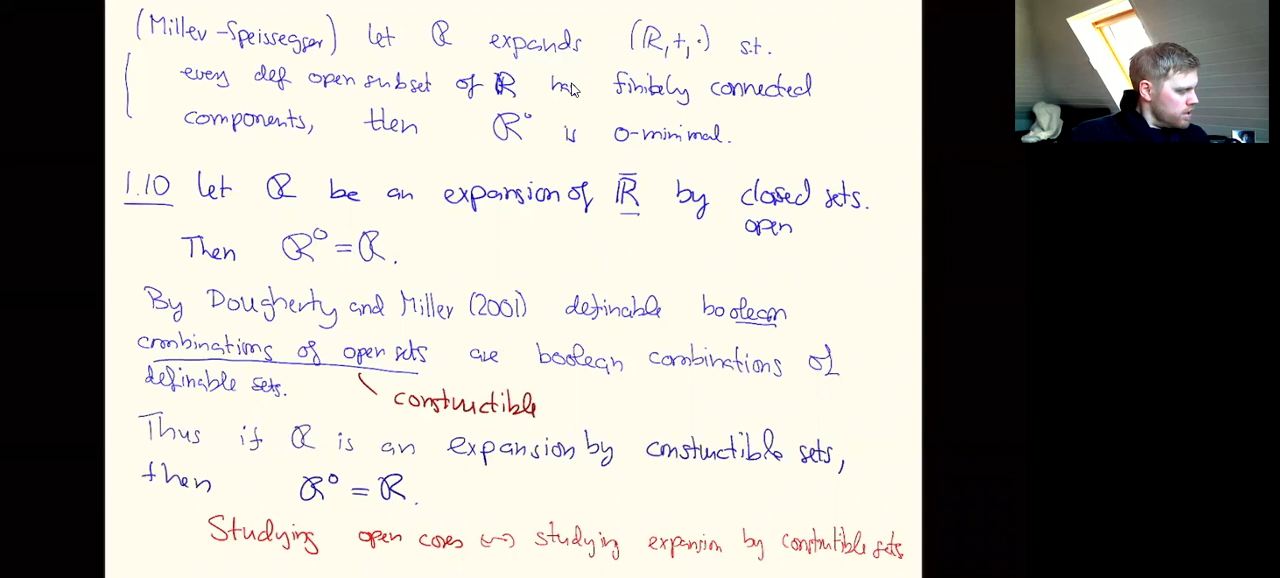 (Miller-Speissegger) let ℛ expands (ℝ,+,·) s.t.
every def open subset of ℝ has finitely connected
components, then ℛ° is o-minimal.
1.10 let ℛ be an expansion of ℝ̄ by closed sets.
open
Then ℛ° = ℛ.
By Dougherty and Miller (2001) definable boolean
combinations of open sets are boolean combinations of
definable sets.
constructible
Thus if ℛ is an expansion by constructible sets,
then ℛ° = ℛ.
Studying open cores ↔ studying expansion by constructible sets